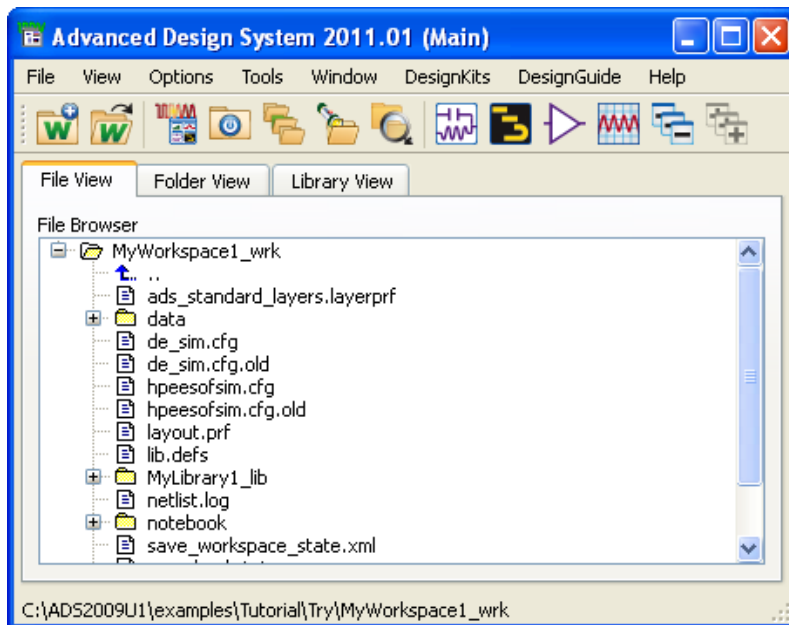 Advanced Design System 2011.01 (Main)
File View Options Tools Window DesignKits DesignGuide Help
File View Folder View Library View
File Browser
MyWorkspace1_wrk
..
ads_standard_layers.layerprf
data
de_sim.cfg
de_sim.cfg.old
hpeesofsim.cfg
hpeesofsim.cfg.old
layout.prf
lib.defs
MyLibrary1_lib
netlist.log
notebook
save_workspace_state.xml
C:\ADS2009U1\examples\Tutorial\Try\MyWorkspace1_wrk